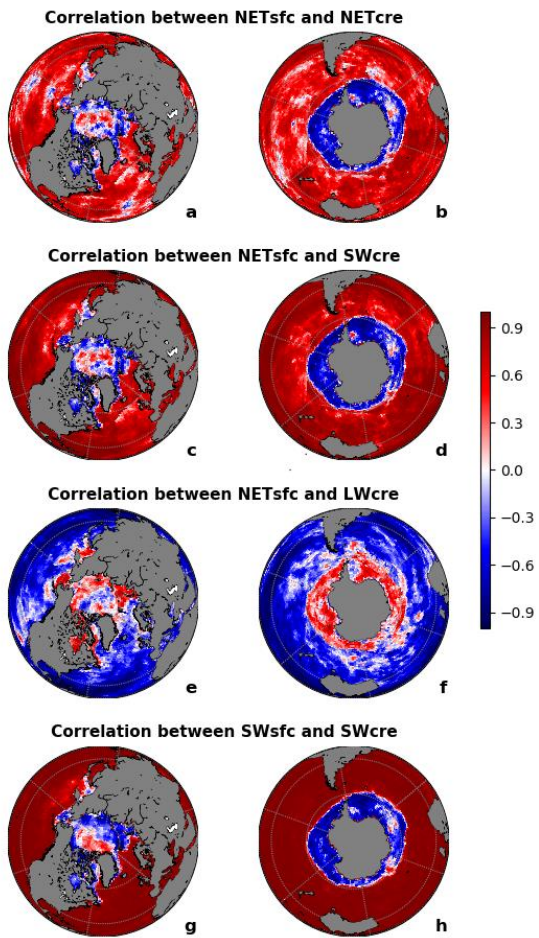 Correlation between NETsfc and NETcre
a
b
Correlation between NETsfc and SWcre
c
d
Correlation between NETsfc and LWcre
e
f
Correlation between SWsfc and SWcre
g
h
0.9
0.6
0.3
0.0
−0.3
−0.6
−0.9